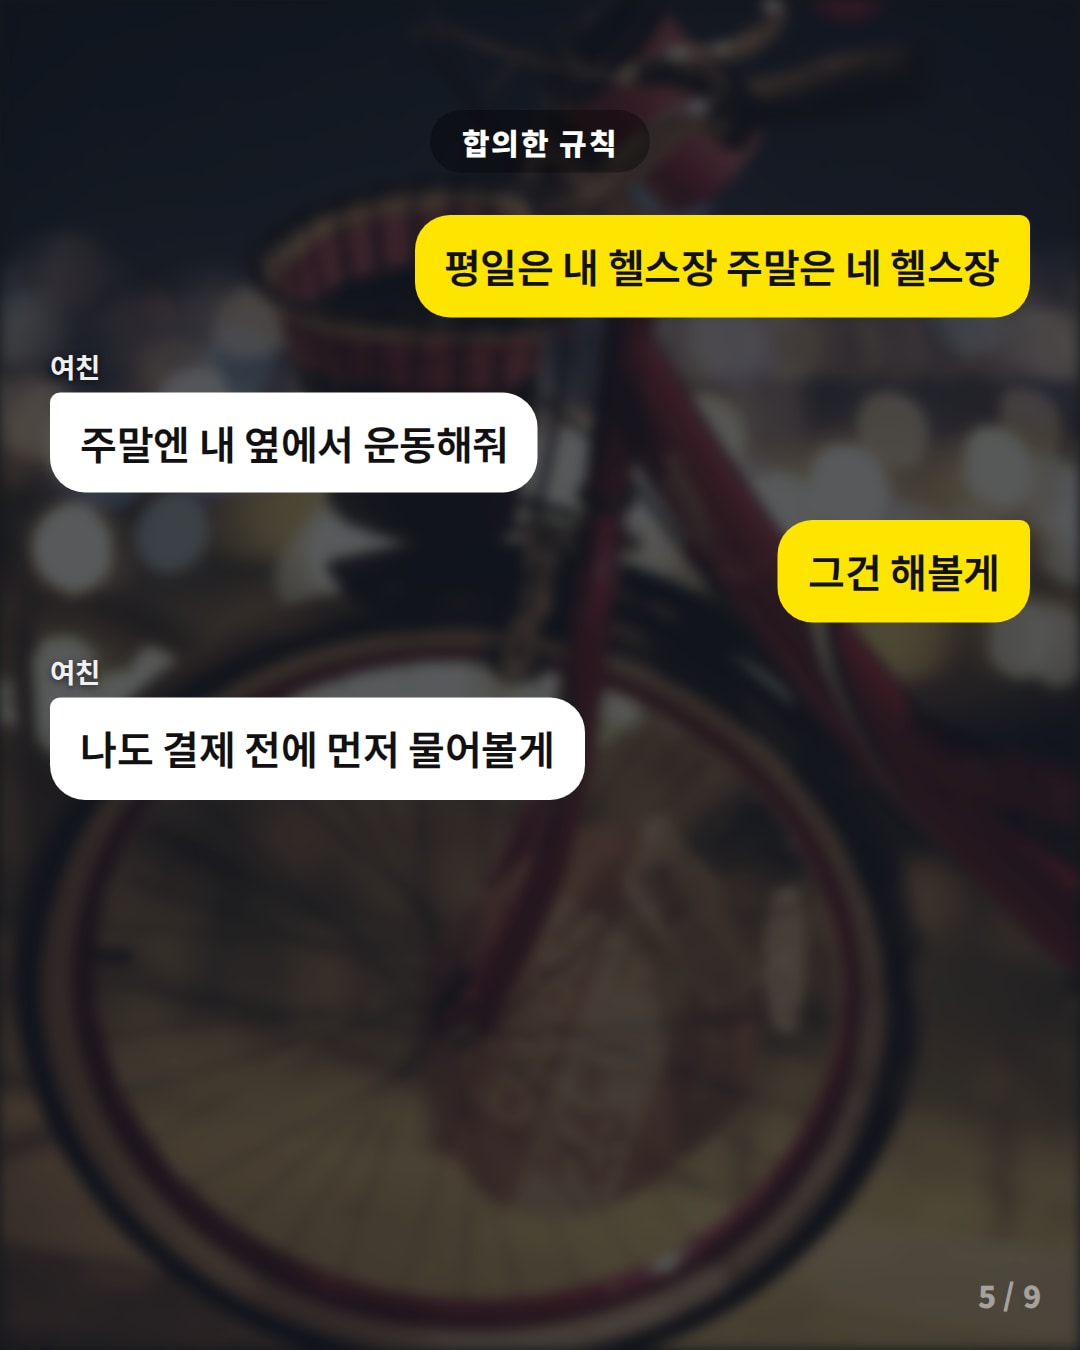 합의한 규칙
평일은 내 헬스장 주말은 네 헬스장
여친
주말엔 내 옆에서 운동해줘
그건 해볼게
여친
나도 결제 전에 먼저 물어볼게
5 / 9